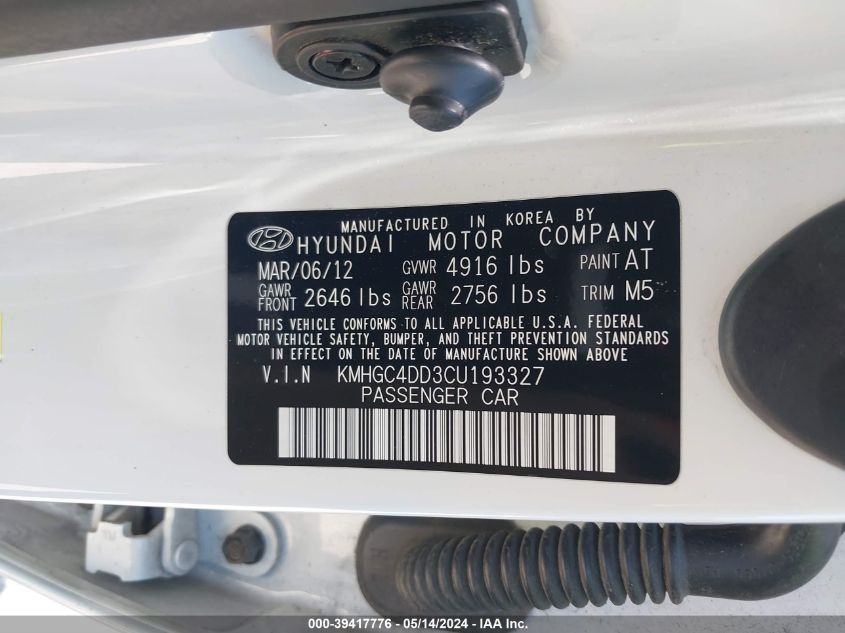 MANUFACTURED IN KOREA BY
HYUNDAI MOTOR COMPANY
MAR/06/12 GVWR 4916 lbs PAINT AT
GAWR FRONT 2646 lbs GAWR REAR 2756 lbs TRIM M5
THIS VEHICLE CONFORMS TO ALL APPLICABLE U.S.A. FEDERAL
MOTOR VEHICLE SAFETY, BUMPER, AND THEFT PREVENTION STANDARDS
IN EFFECT ON THE DATE OF MANUFACTURE SHOWN ABOVE
V.I.N KMHGC4DD3CU193327
PASSENGER CAR
000-39417776 - 05/14/2024 - IAA Inc.